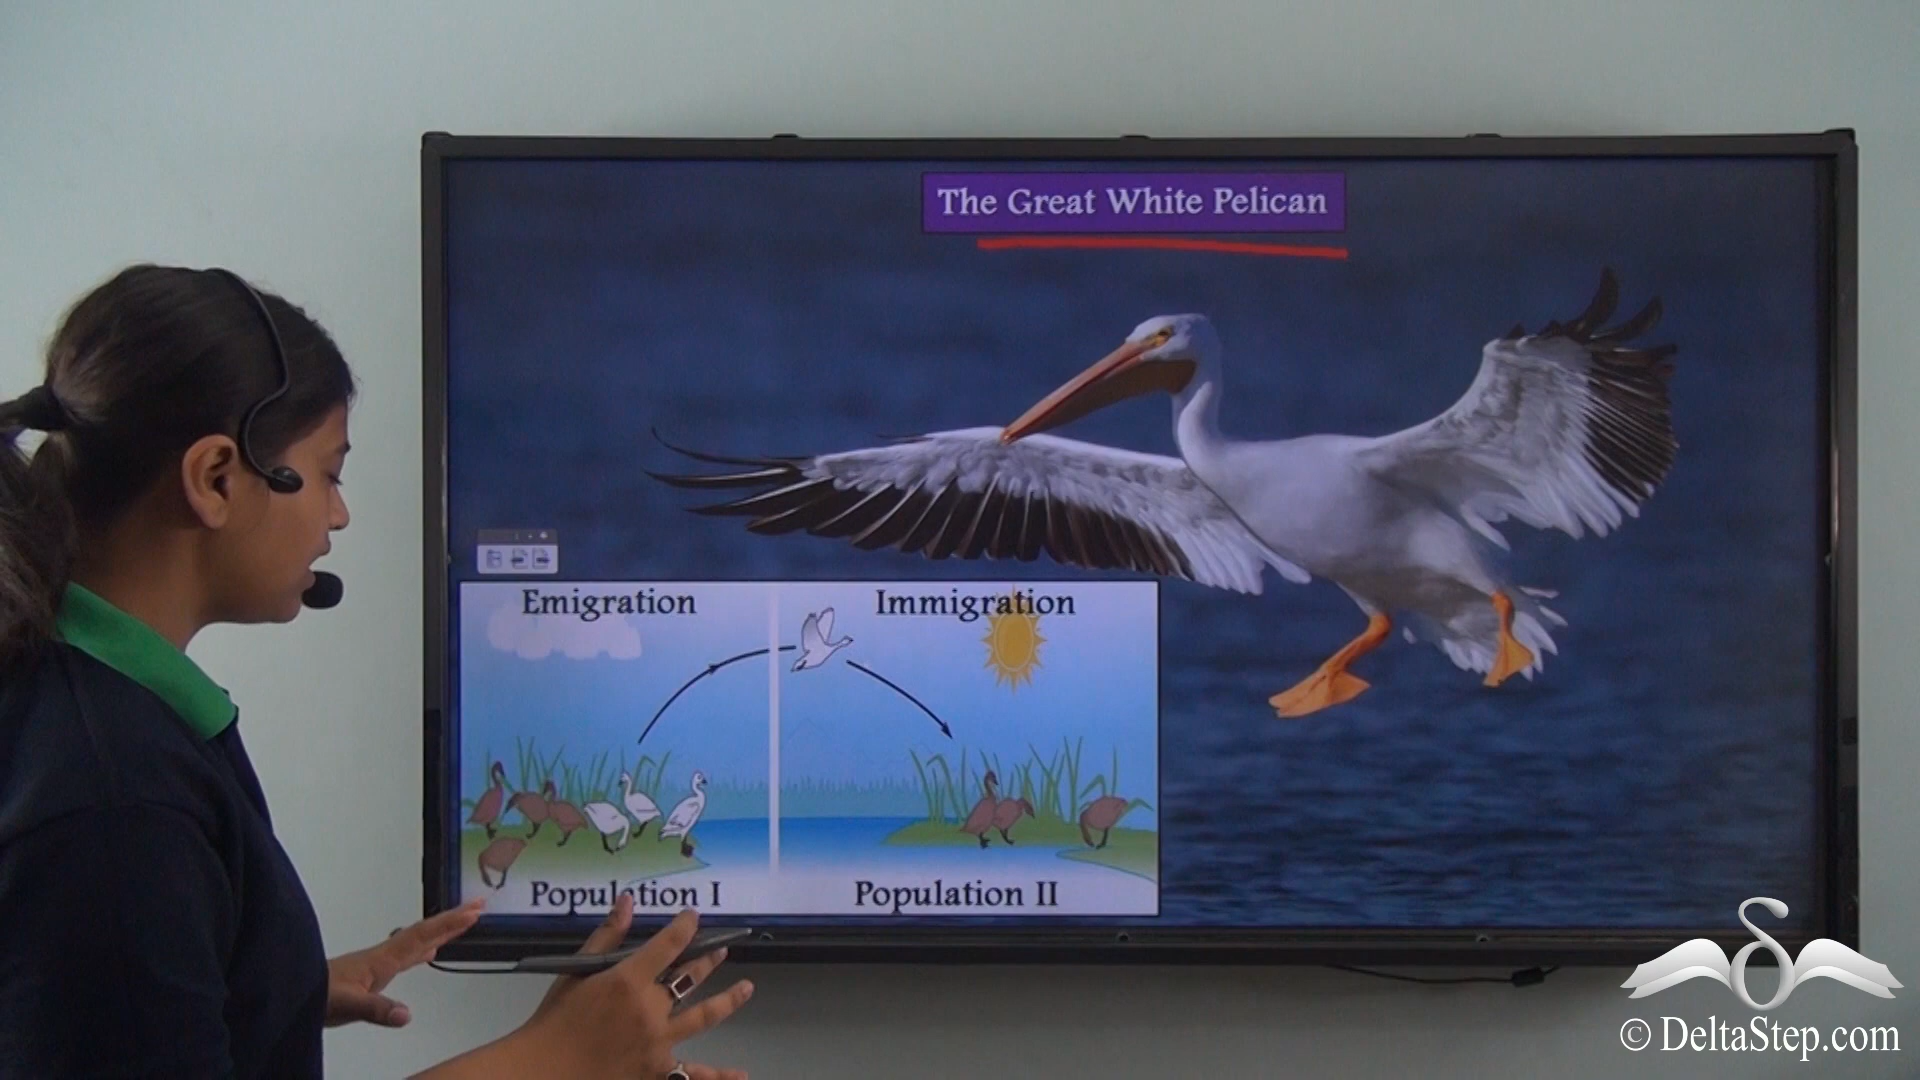 The Great White Pelican
Emigration
Immigration
Population I
Population II
© DeltaStep.com